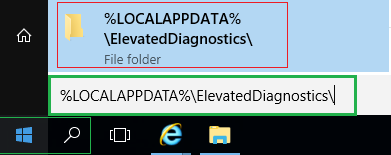 %LOCALAPPDATA%
\ElevatedDiagnostics\
File folder
%LOCALAPPDATA%\ElevatedDiagnostics\